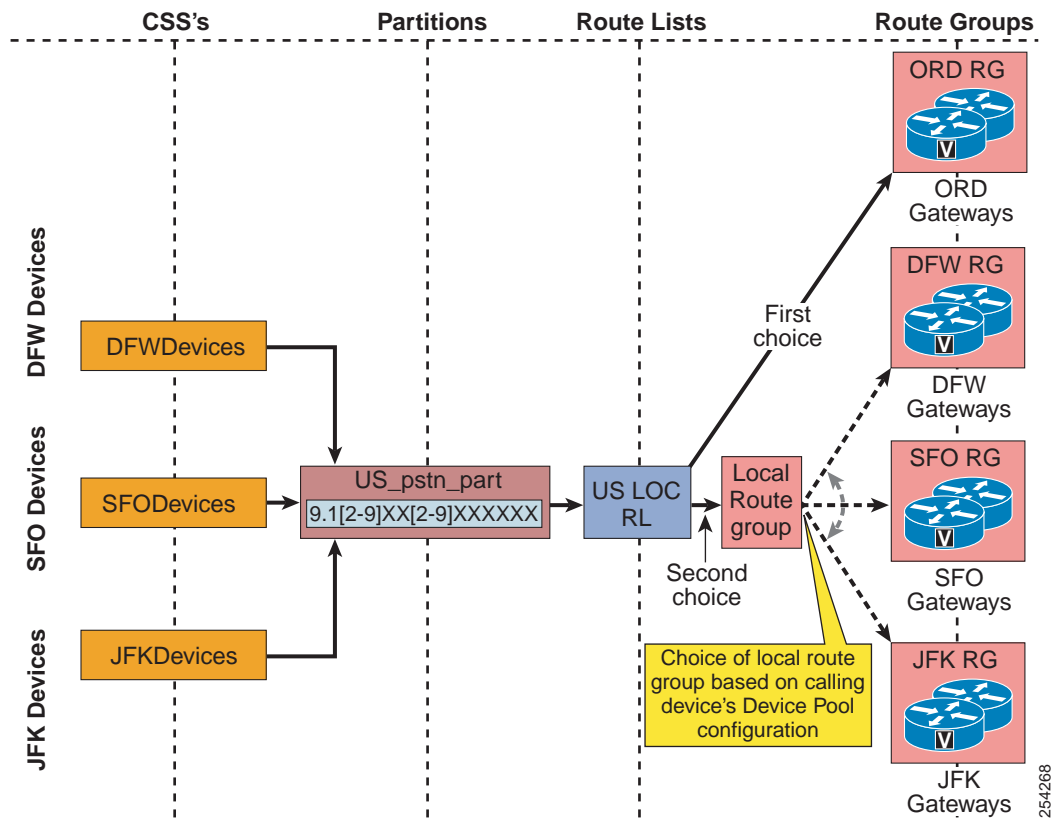 CSS's
Partitions
Route Lists
Route Groups
ORD RG
V
ORD
Gateways
DFW Devices
DFWDevices
First
choice
DFW RG
V
DFW
Gateways
SFO Devices
SFODevices
US_pstn_part
9.1[2-9]XX[2-9]XXXXXX
US LOC
RL
Second
choice
Local
Route
group
SFO RG
V
SFO
Gateways
JFK Devices
JFKDevices
Choice of local route
group based on calling
device's Device Pool
configuration
JFK RG
V
JFK
Gateways
254268